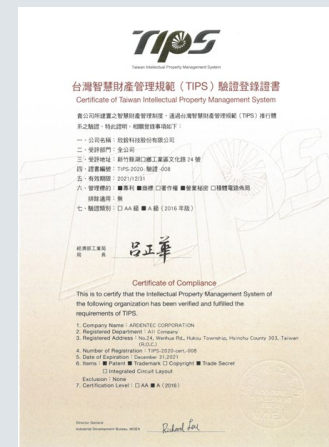 TIPS
Taiwan Intellectual Property Management System
台灣智慧財產管理規範（TIPS）驗證登錄證書
Certificate of Taiwan Intellectual Property Management System
貴公司所建置之智慧財產管理制度，通過台灣智慧財產管理規範（TIPS）推行體
系之驗證，特此證明，相關登錄事項如下：
一、公司名稱：欣銓科技股份有限公司
二、受評部門：全公司
三、受評地址：新竹縣湖口鄉工業區文化路 24 號
四、證書編號：TIPS-2020-驗證-008
五、有效期限：2021/12/31
六、管理標的：■專利 ■商標 □著作權 ■營業秘密 □積體電路佈局
排除適用：無
七、驗證類別：□ AA 級 ■ A 級（2016 年版）
經濟部工業局
局 長
呂正華
Certificate of Compliance
This is to certify that the Intellectual Property Management System of
the following organization has been verified and fulfilled the
requirements of TIPS.
1. Company Name：ARDENTEC CORPORATION
2. Registered Department：All Company
3. Registered Address：No.24, Wenhua Rd., Hukou Township, Hsinchu County 303, Taiwan
(R.O.C.)
4. Number of Registration：TIPS-2020-cert.-008
5. Date of Expiration：December 31,2021
6. Items：■ Patent ■ Trademark □ Copyright ■ Trade Secret
□ Integrated Circuit Layout
Exclusion：None
7. Certification Level：□ AA ■ A (2016)
Director General
Industrial Development Bureau, MOEA